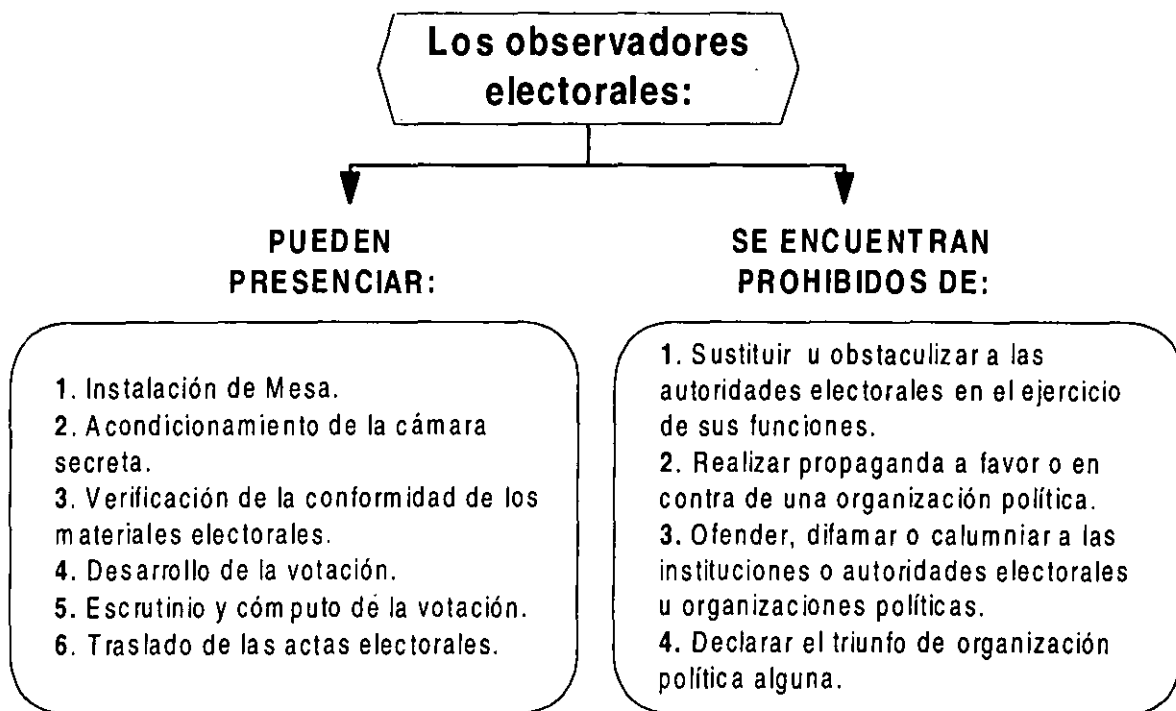 Los observadores
electorales:
PUEDEN
PRESENCIAR:
1. Instalación de Mesa.
2. Acondicionamiento de la cámara
secreta.
3. Verificación de la conformidad de los
materiales electorales.
4. Desarrollo de la votación.
5. Escrutinio y cómputo de la votación.
6. Traslado de las actas electorales.
SE ENCUENTRAN
PROHIBIDOS DE:
1. Sustituir u obstaculizar a las
autoridades electorales en el ejercicio
de sus funciones.
2. Realizar propaganda a favor o en
contra de una organización política.
3. Ofender, difamar o calumniar a las
instituciones o autoridades electorales
u organizaciones políticas.
4. Declarar el triunfo de organización
política alguna.